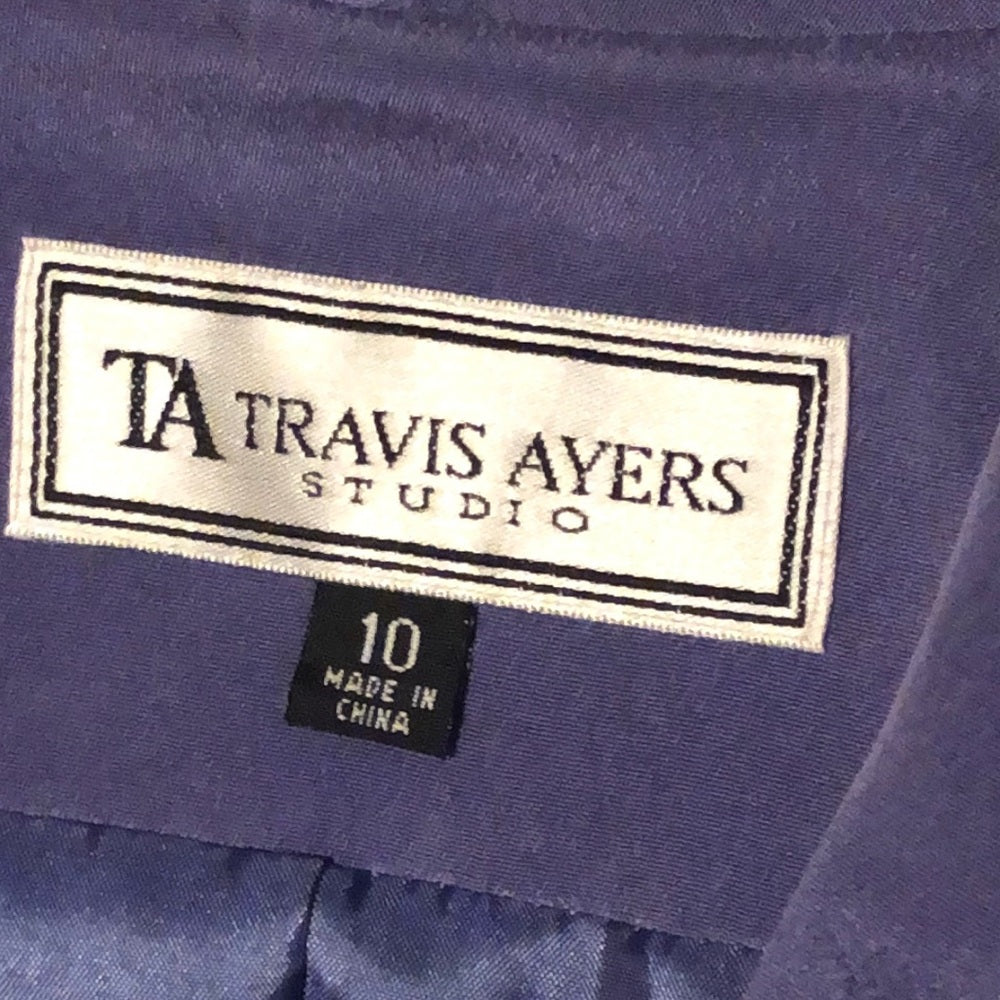 TA TRAVIS AYERS
STUDIO
10
MADE IN
CHINA